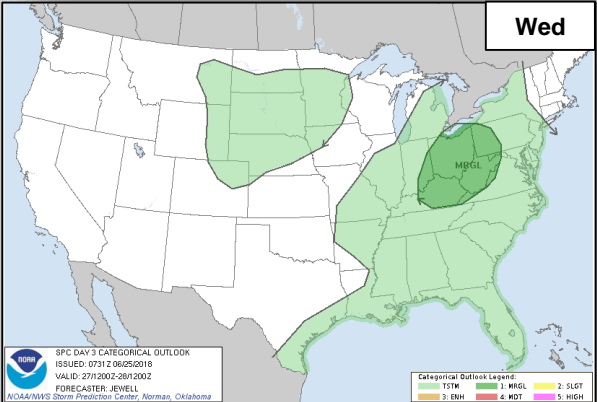 Wed
MRGL
SPC DAY 3 CATEGORICAL OUTLOOK
ISSUED: 0731Z 06/25/2018
VALID: 27/1200Z-28/1200Z
FORECASTER: JEWELL
NOAA/NWS Storm Prediction Center, Norman, Oklahoma
NOAA
Categorical Outlook Legend:
TSTM 1: MRGL 2: SLGT
3: ENH 4: MDT 5: HIGH